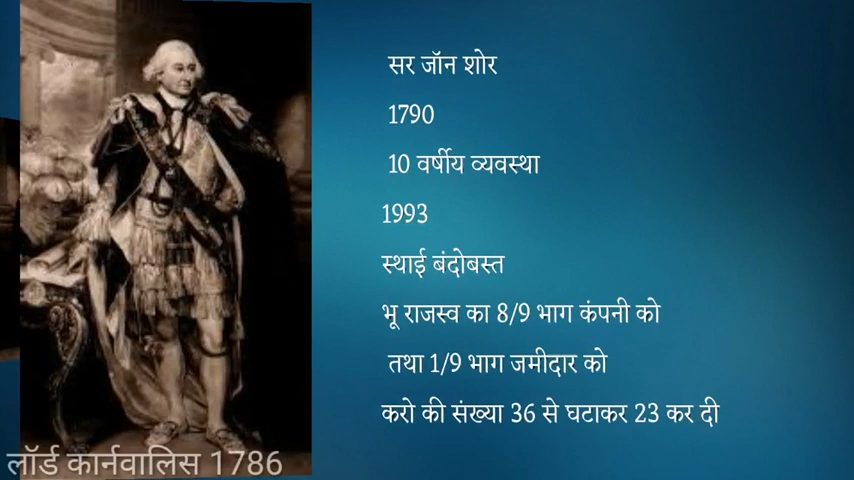 सर जॉन शोर
1790
10 वर्षीय व्यवस्था
1993
स्थाई बंदोबस्त
भू राजस्व का 8/9 भाग कंपनी को
तथा 1/9 भाग जमीदार को
करो की संख्या 36 से घटाकर 23 कर दी
लॉर्ड कार्नवालिस 1786